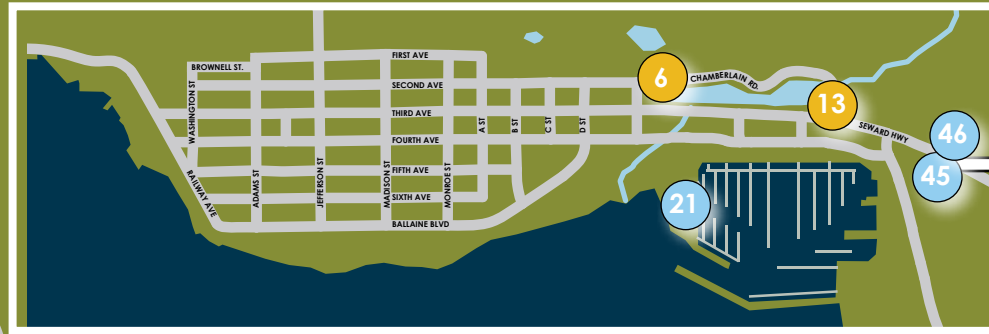 FIRST AVE
BROWNELL ST.
SECOND AVE
THIRD AVE
FOURTH AVE
FIFTH AVE
SIXTH AVE
BALLAINE BLVD
WASHINGTON ST
RAILWAY AVE
ADAMS ST
JEFFERSON ST
MADISON ST
MONROE ST
A ST
B ST
C ST
D ST
6
CHAMBERLAIN RD.
13
SEWARD HWY
46
45
21